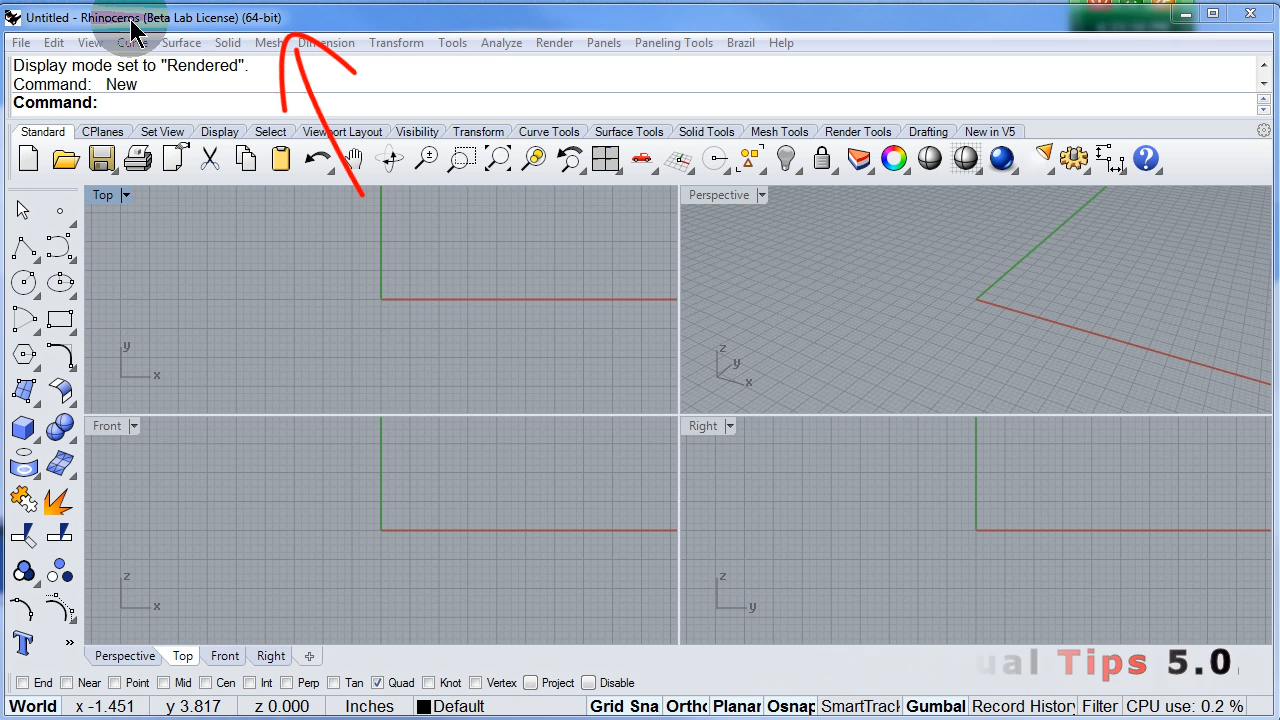 Untitled - Rhinoceros (Beta Lab License) (64-bit)
File Edit View Curve Surface Solid Mesh Dimension Transform Tools Analyze Render Panels Paneling Tools Brazil Help
Display mode set to "Rendered".
Command: New
Command:
Standard CPlanes Set View Display Select Viewport Layout Visibility Transform Curve Tools Surface Tools Solid Tools Mesh Tools Render Tools Drafting New in V5
Top
Perspective
y
x
z
y
x
Front
Right
z
x
z
y
Perspective Top Front Right
ual Tips 5.0
End Near Point Mid Cen Int Perp Tan Quad Knot Vertex Project Disable
World x -1.451 y 3.817 z 0.000 Inches Default Grid Sna Ortho Planar Osnap SmartTrack Gumbal Record History Filter CPU use: 0.2 %